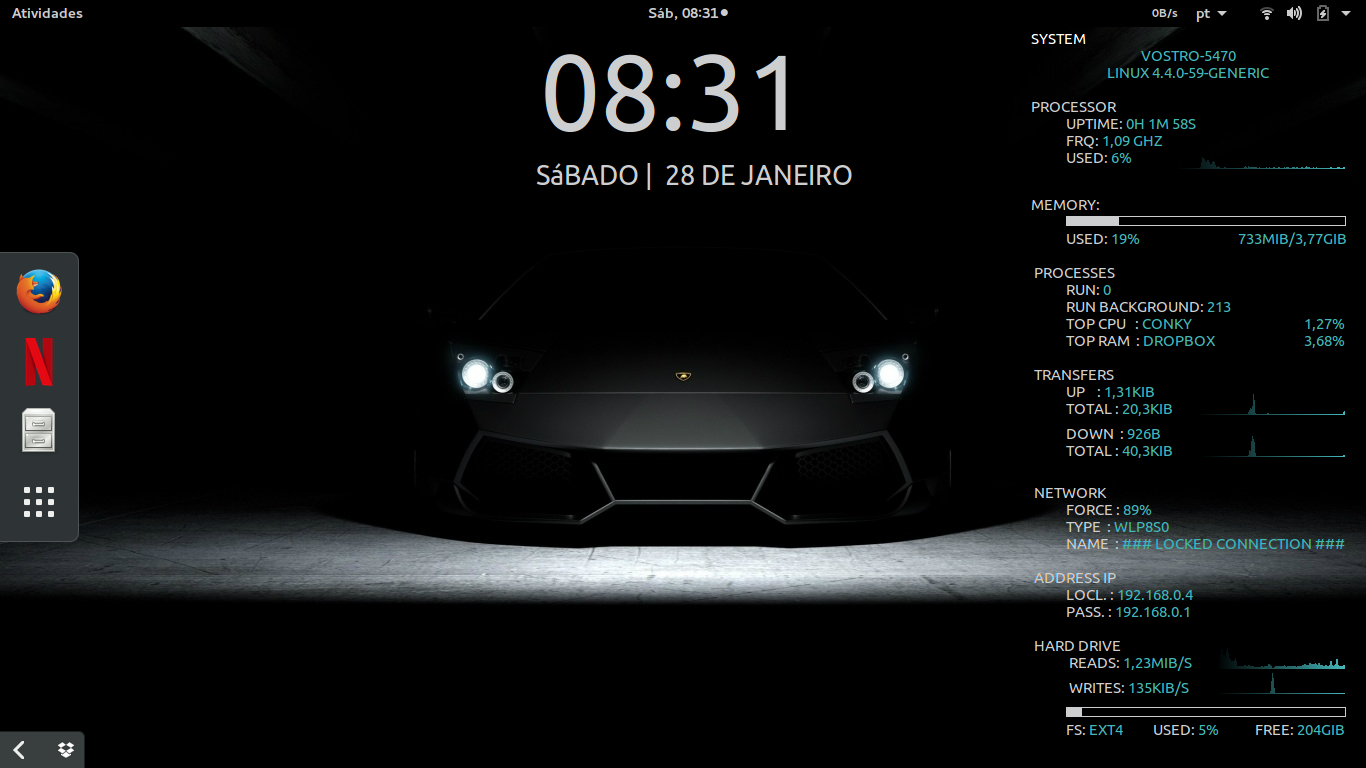 Atividades
Sáb, 08:31
0B/s
pt
08:31
SáBADO | 28 DE JANEIRO
SYSTEM
VOSTRO-5470
LINUX 4.4.0-59-GENERIC
PROCESSOR
UPTIME: 0H 1M 58S
FRQ: 1,09 GHZ
USED: 6%
MEMORY:
USED: 19% 733MIB/3,77GIB
PROCESSES
RUN: 0
RUN BACKGROUND: 213
TOP CPU : CONKY 1,27%
TOP RAM : DROPBOX 3,68%
TRANSFERS
UP : 1,31KIB
TOTAL : 20,3KIB
DOWN : 926B
TOTAL : 40,3KIB
NETWORK
FORCE : 89%
TYPE : WLP8S0
NAME : ### LOCKED CONNECTION ###
ADDRESS IP
LOCL. : 192.168.0.4
PASS. : 192.168.0.1
HARD DRIVE
READS: 1,23MIB/S
WRITES: 135KIB/S
FS: EXT4 USED: 5% FREE: 204GIB